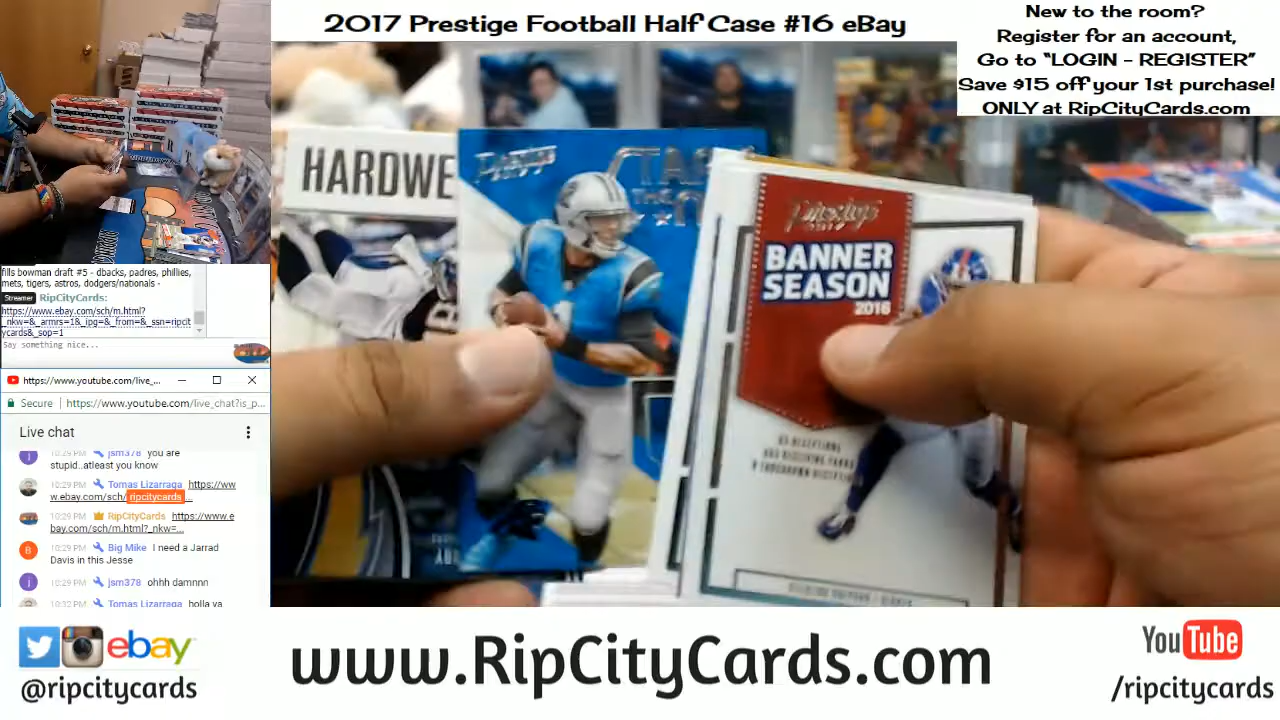 2017 Prestige Football Half Case #16 eBay
New to the room?
Register for an account,
Go to "LOGIN - REGISTER"
Save $15 off your 1st purchase!
ONLY at RipCityCards.com
HARDWE
Prestige
Prestige
BANNER
SEASON
2016
fills bowman draft #5 - dbacks, padres, phillies,
mets, tigers, astros, dodgers/nationals -
Streamer RipCityCards:
https://www.ebay.com/sch/m.html?
_nkw=&_armrs=1&_ipg=&_from=&_ssn=ripcit
ycards&_sop=1
Say something nice...
https://www.youtube.com/live_...
Secure https://www.youtube.com/live_chat?is_p...
Live chat
10:29 PM jsm378 you are
stupid..atleast you know
10:29 PM Tomas Lizarraga https://ww
w.ebay.com/sch/ripcitycards...
10:29 PM RipCityCards https://www.e
bay.com/sch/m.html?_nkw=...
10:29 PM Big Mike I need a Jarrad
Davis in this Jesse
10:29 PM jsm378 ohhh damnnn
10:32 PM Tomas Lizarraga holla ya
ebay
@ripcitycards
www.RipCityCards.com
YouTube
/ripcitycards